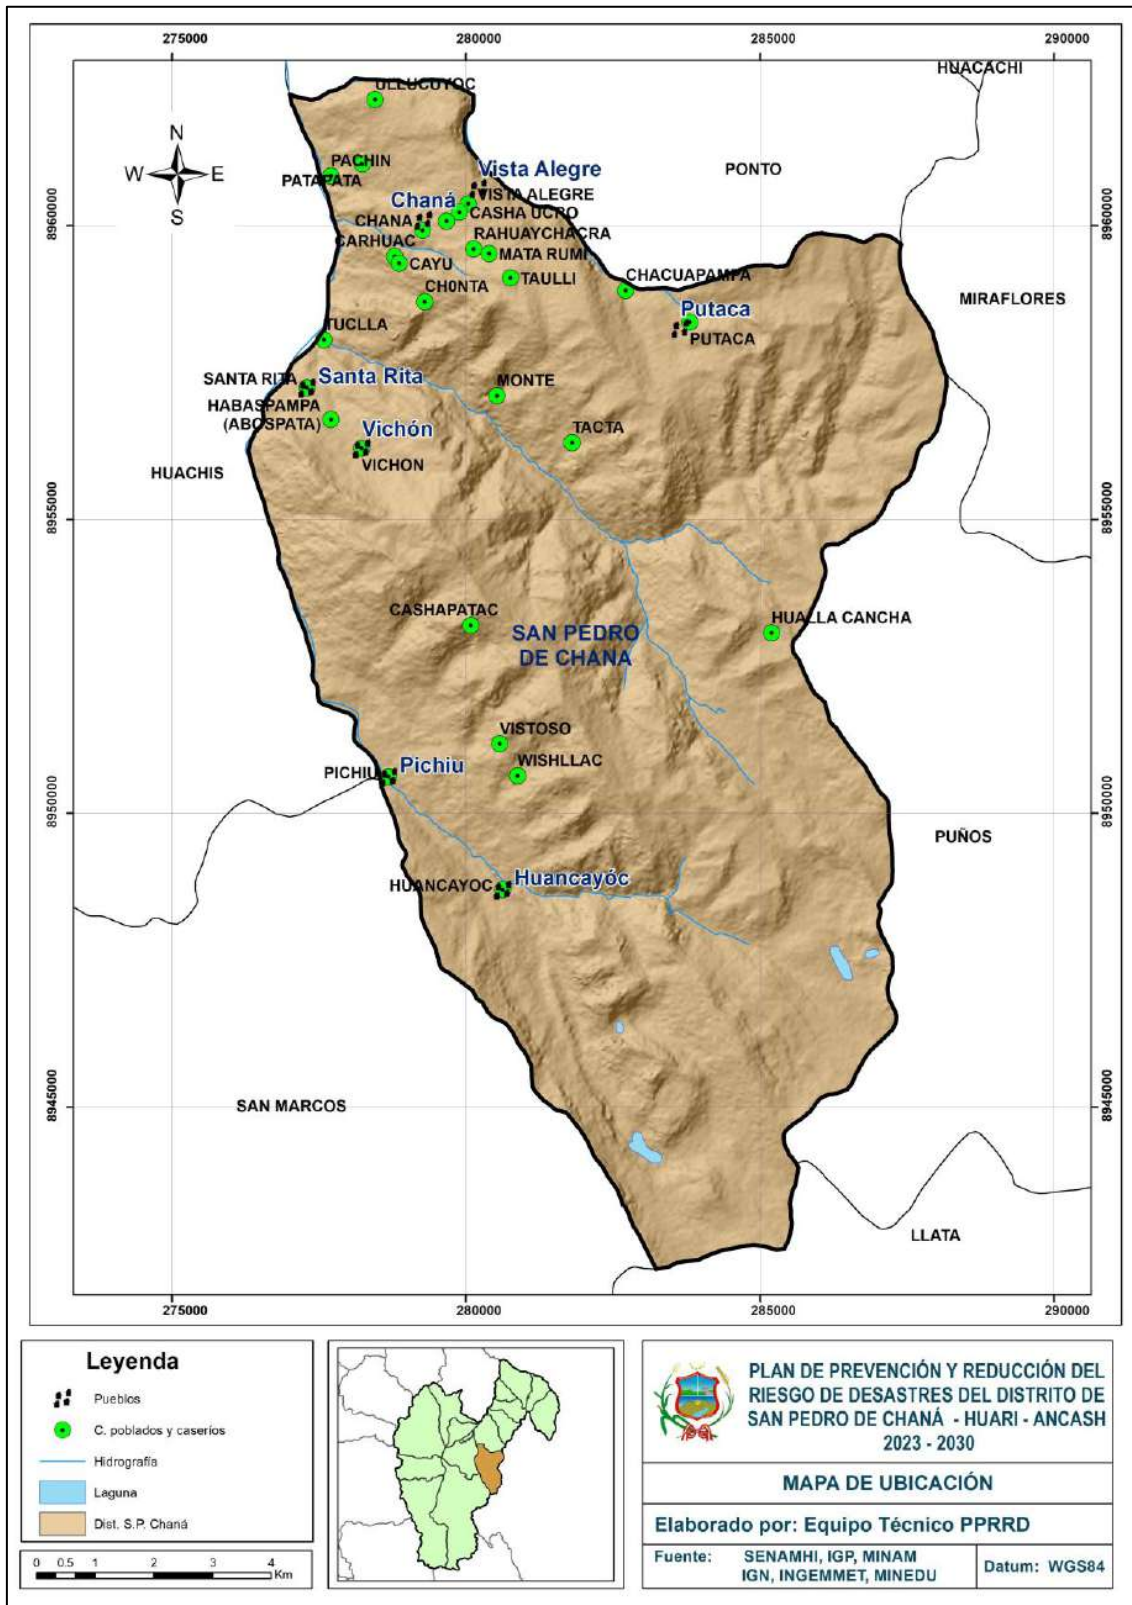 275000
280000
285000
290000
HUACACHI
ULLUCUYOC
N
W E
S
PACHIN
PATAPATA
PONTO
Vista Alegre
VISTA ALEGRE
Chaná
CHANA
CASHA UCRO
8960000
8960000
RAHUAYCHACRA
CARHUAC
MATA RUMI
CAYU
TAULLI
CHACUAPAMPA
CH0NTA
MIRAFLORES
Putaca
PUTACA
TUCLLA
SANTA RITA
Santa Rita
MONTE
HABASPAMPA
(ABOSPATA)
Vichón
TACTA
VICHON
HUACHIS
8955000
8955000
CASHAPATAC
HUALLA CANCHA
SAN PEDRO
DE CHANA
VISTOSO
WISHLLAC
PICHIU
Pichiu
8950000
8950000
PUÑOS
HUANCAYOC
Huancayóc
SAN MARCOS
8945000
8945000
LLATA
275000
280000
285000
290000
Leyenda
Pueblos
C. poblados y caseríos
Hidrografía
Laguna
Dist. S.P. Chaná
0 0.5 1 2 3 4
Km
PLAN DE PREVENCIÓN Y REDUCCIÓN DEL
RIESGO DE DESASTRES DEL DISTRITO DE
SAN PEDRO DE CHANÁ - HUARI - ANCASH
2023 - 2030
MAPA DE UBICACIÓN
Elaborado por: Equipo Técnico PPRRD
Fuente: SENAMHI, IGP, MINAM
IGN, INGEMMET, MINEDU
Datum: WGS84